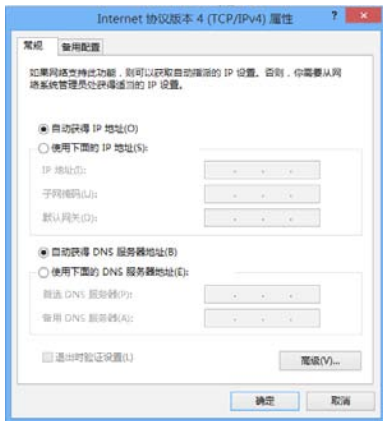 Internet 协议版本 4 (TCP/IPv4) 属性
常规 备用配置
如果网络支持此功能，则可以获取自动指派的 IP 设置。否则，你需要从网
络系统管理员处获得适当的 IP 设置。
自动获得 IP 地址(O)
使用下面的 IP 地址(S):
IP 地址(I):
子网掩码(U):
默认网关(D):
自动获得 DNS 服务器地址(B)
使用下面的 DNS 服务器地址(E):
首选 DNS 服务器(P):
备用 DNS 服务器(A):
退出时验证设置(L)
高级(V)...
确定 取消